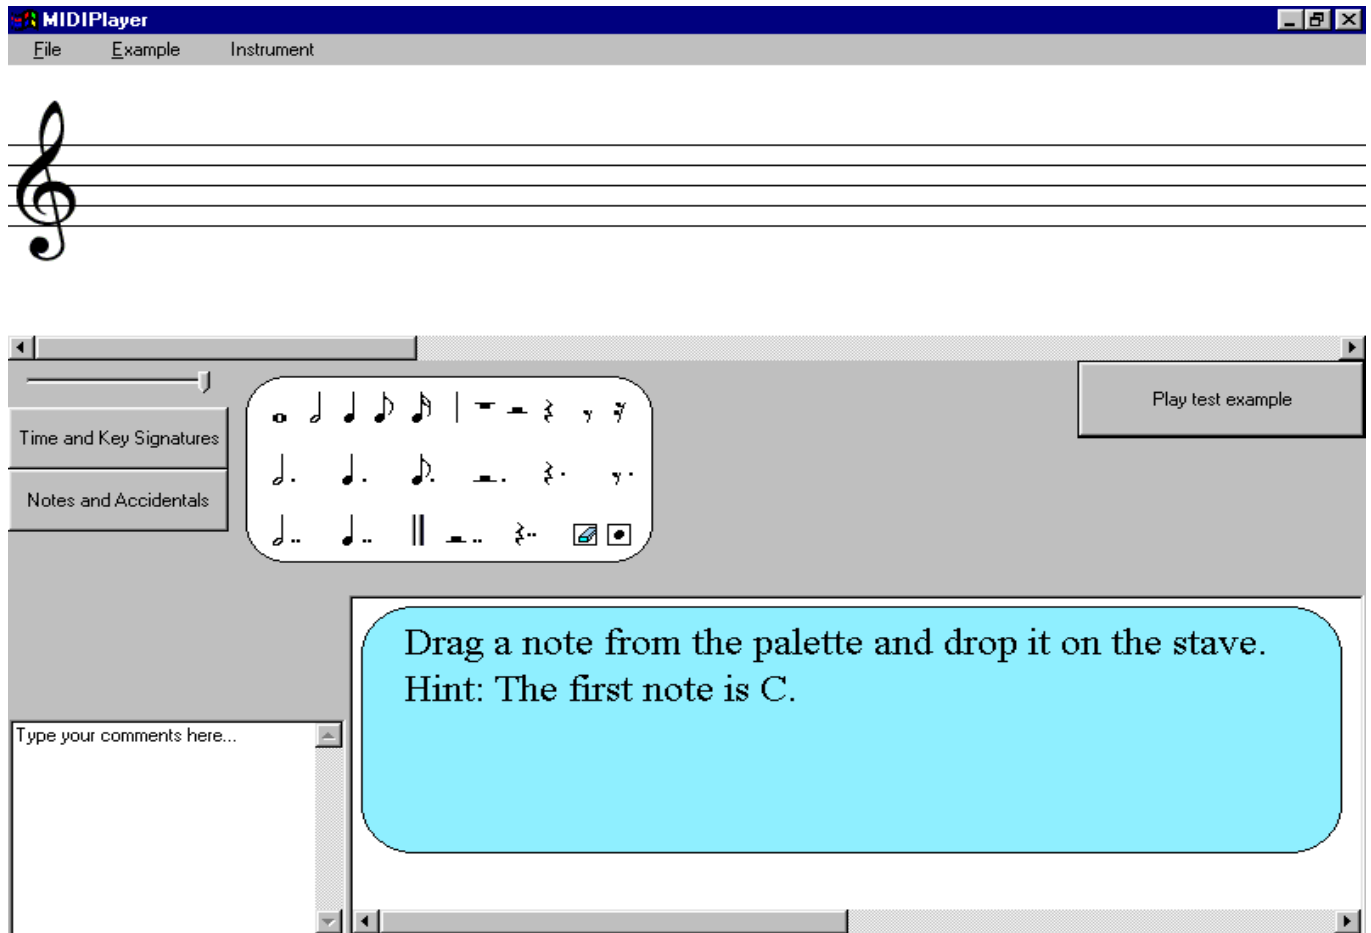 MIDIPlayer
File Example Instrument
Play test example
Time and Key Signatures
Notes and Accidentals
Drag a note from the palette and drop it on the stave.
Hint: The first note is C.
Type your comments here...